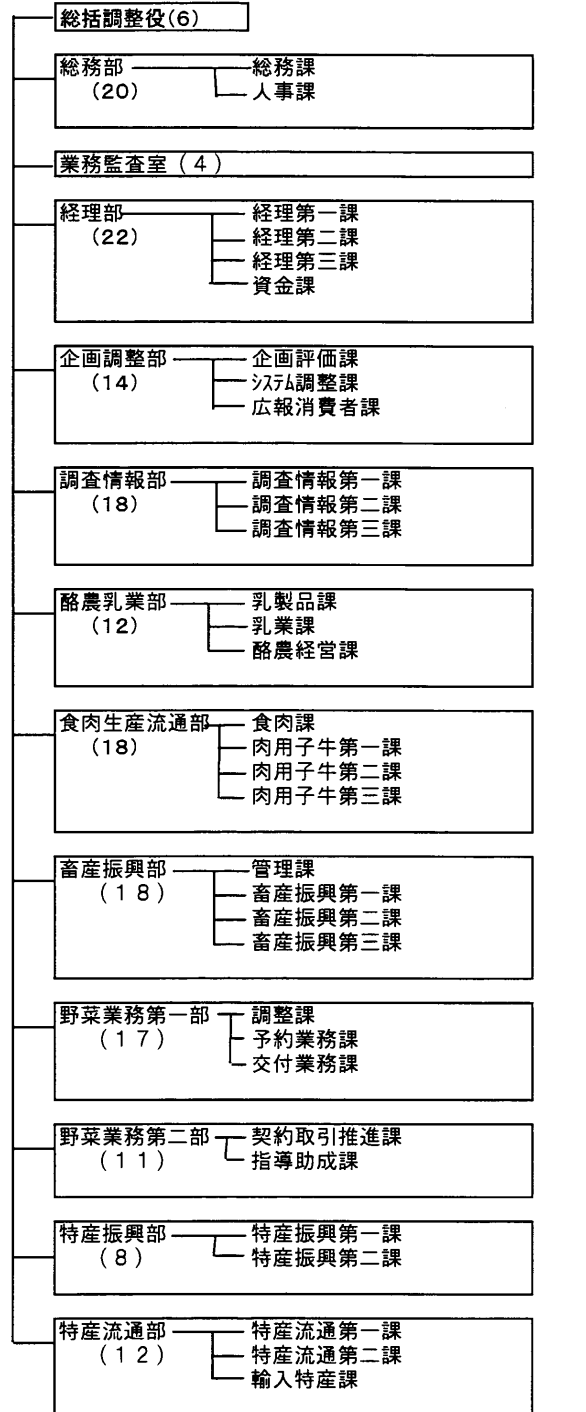 総括調整役(6)
総務部 総務課
(20) 人事課
業務監査室(4)
経理部 経理第一課
(22) 経理第二課
経理第三課
資金課
企画調整部 企画評価課
(14) ｼｽﾃﾑ調整課
広報消費者課
調査情報部 調査情報第一課
(18) 調査情報第二課
調査情報第三課
酪農乳業部 乳製品課
(12) 乳業課
酪農経営課
食肉生産流通部 食肉課
(18) 肉用子牛第一課
肉用子牛第二課
肉用子牛第三課
畜産振興部 管理課
(18) 畜産振興第一課
畜産振興第二課
畜産振興第三課
野菜業務第一部 調整課
(17) 予約業務課
交付業務課
野菜業務第二部 契約取引推進課
(11) 指導助成課
特産振興部 特産振興第一課
(8) 特産振興第二課
特産流通部 特産流通第一課
(12) 特産流通第二課
輸入特産課